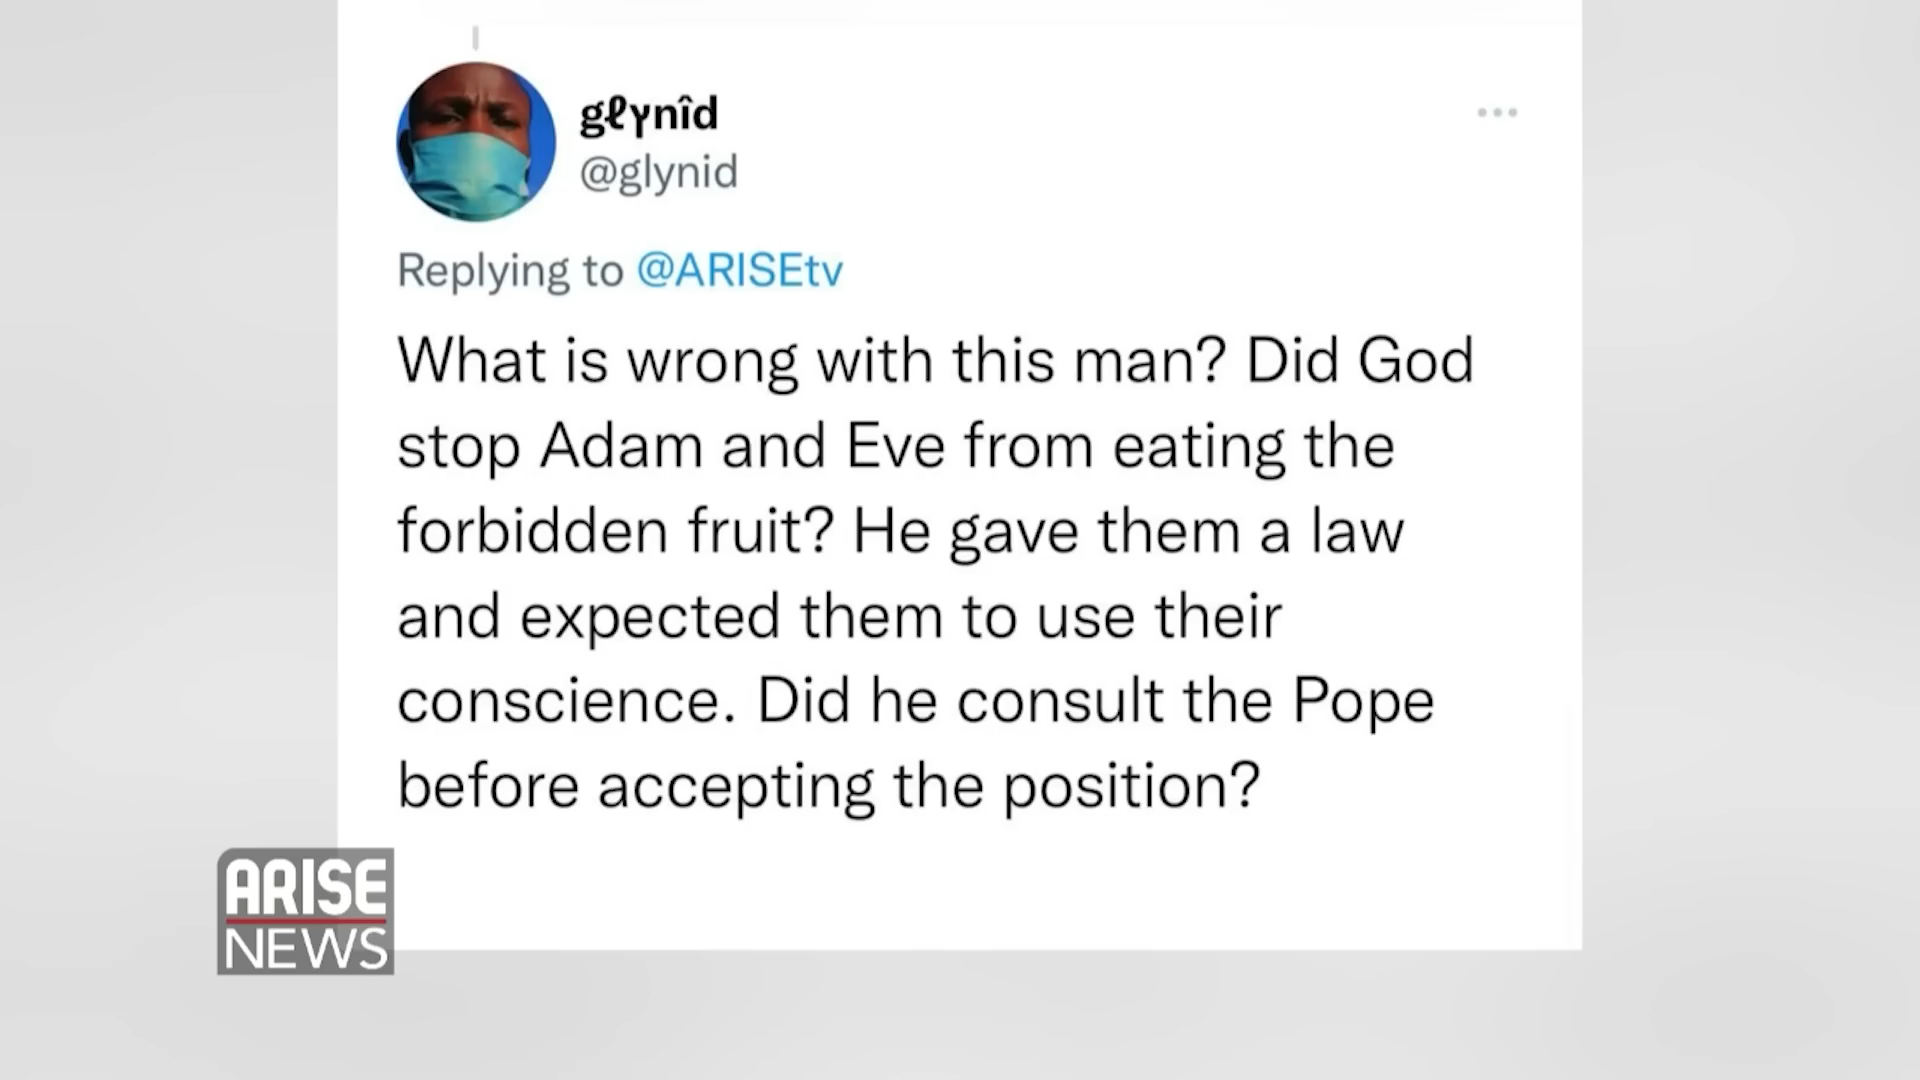 gℓγnîd
@glynid
Replying to @ARISEtv
What is wrong with this man? Did God
stop Adam and Eve from eating the
forbidden fruit? He gave them a law
and expected them to use their
conscience. Did he consult the Pope
before accepting the position?
ARISE
NEWS